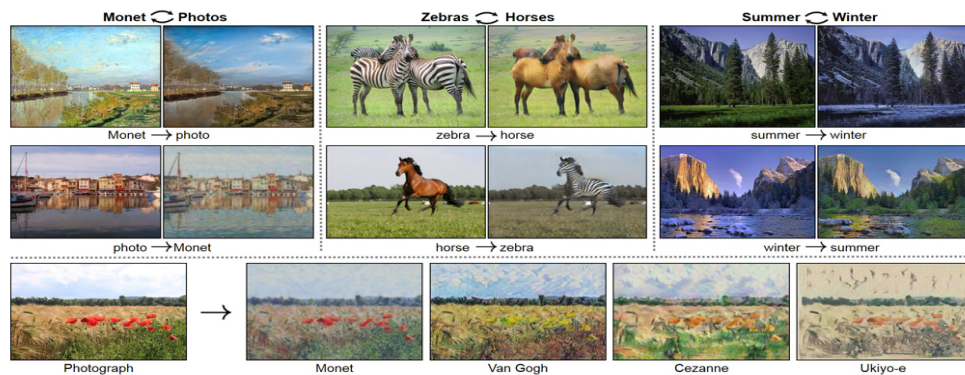 Monet Photos
Zebras Horses
Summer Winter
Monet → photo
zebra → horse
summer → winter
photo → Monet
horse → zebra
winter → summer
Photograph
Monet
Van Gogh
Cezanne
Ukiyo-e